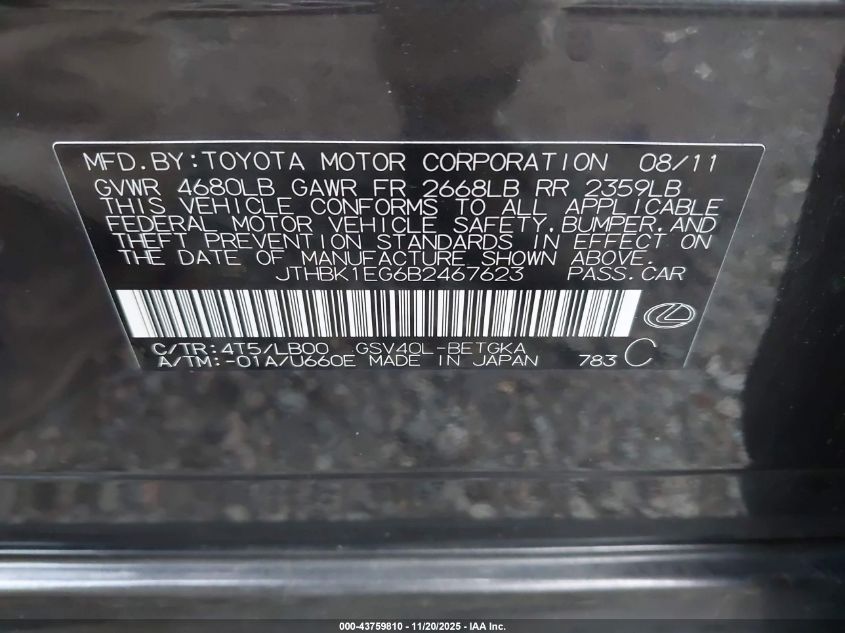 MFD.BY:TOYOTA MOTOR CORPORATION 08/11
GVWR 4680LB GAWR FR 2668LB RR 2359LB
THIS VEHICLE CONFORMS TO ALL APPLICABLE
FEDERAL MOTOR VEHICLE SAFETY,BUMPER,AND
THEFT PREVENTION STANDARDS IN EFFECT ON
THE DATE OF MANUFACTURE SHOWN ABOVE.
JTHBK1EG6B2467623 PASS.CAR
C/TR:4T5/LB00 GSV40L-BETGKA
A/TM:-01A/U660E MADE IN JAPAN 783 C
000-43759810 - 11/20/2025 - IAA Inc.